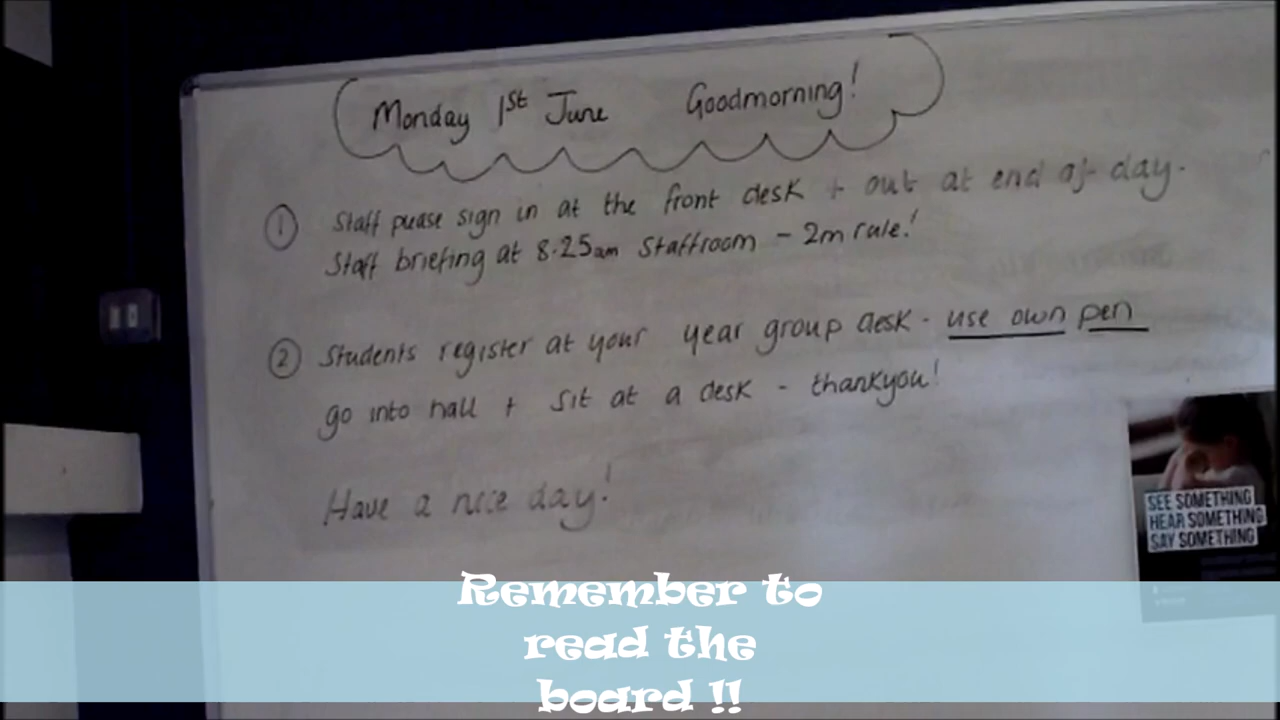 Monday 1st June Goodmorning!
① Staff please sign in at the front desk + out at end of day.
Staff briefing at 8.25am Staffroom - 2m rule!
② Students register at your year group desk - use own pen
go into hall + sit at a desk - thankyou!
Have a nice day!
SEE SOMETHING
HEAR SOMETHING
SAY SOMETHING
Remember to
read the
board !!